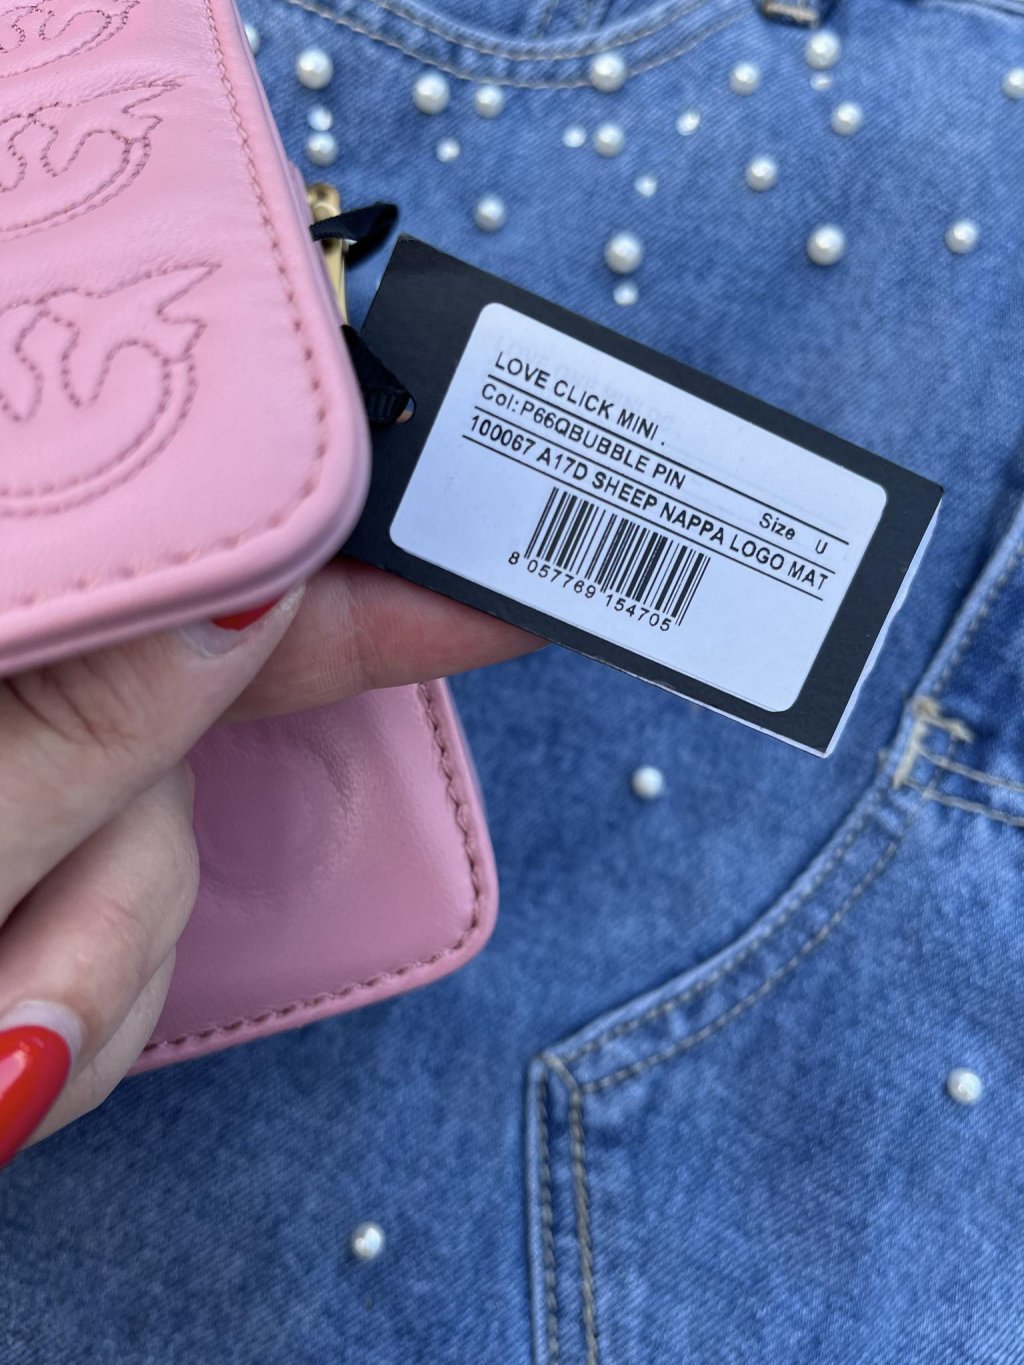 LOVE CLICK MINI .
Col: P66QBUBBLE PIN Size U
100067 A17D SHEEP NAPPA LOGO MAT
8 057769 154705